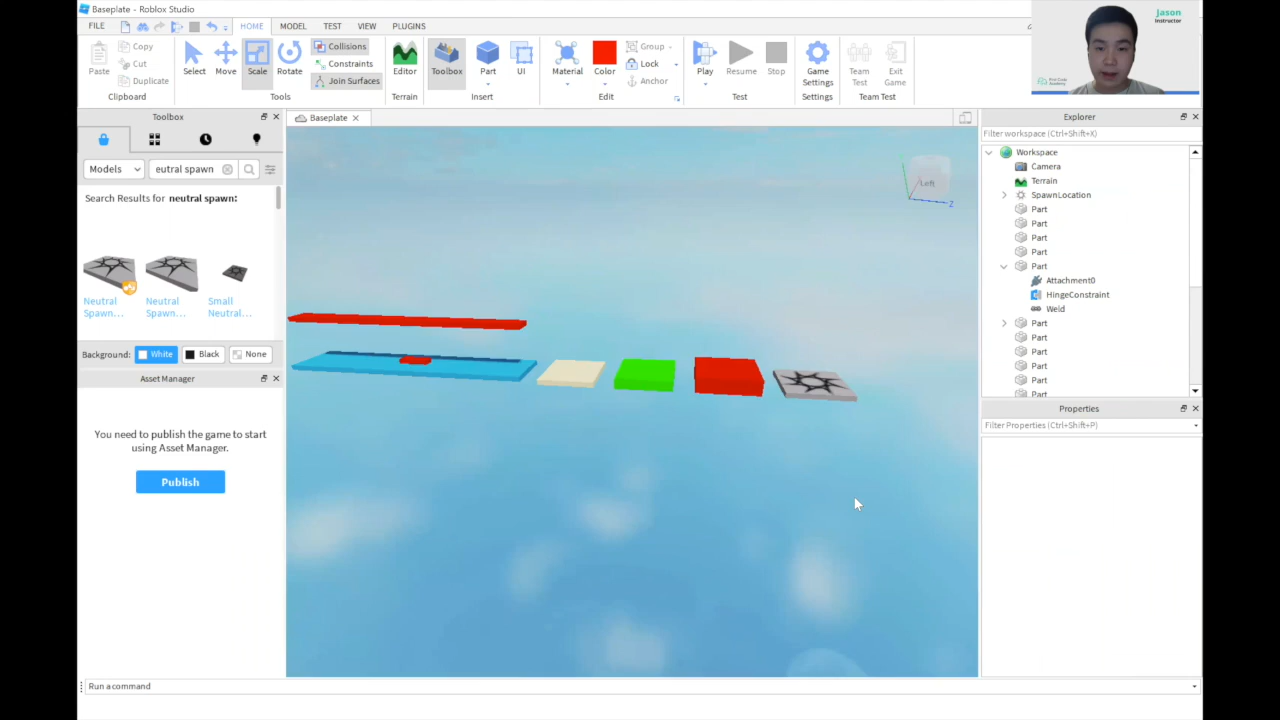 Baseplate - Roblox Studio
Jason
Instructor
FILE
HOME
MODEL
TEST
VIEW
PLUGINS
Paste
Copy
Cut
Duplicate
Clipboard
Select
Move
Scale
Rotate
Collisions
Constraints
Join Surfaces
Tools
Editor
Terrain
Toolbox
Part
UI
Insert
Material
Color
Group
Lock
Anchor
Edit
Play
Resume
Stop
Test
Game
Settings
Settings
Team
Test
Exit
Game
Team Test
Toolbox
Models
eutral spawn
Search Results for neutral spawn:
Neutral
Spawn...
Neutral
Spawn...
Small
Neutral...
Background:
White
Black
None
Asset Manager
You need to publish the game to start
using Asset Manager.
Publish
Baseplate
Left
Z
Explorer
Filter workspace (Ctrl+Shift+X)
Workspace
Camera
Terrain
SpawnLocation
Part
Part
Part
Part
Part
Attachment0
HingeConstraint
Weld
Part
Part
Part
Part
Part
Part
Properties
Filter Properties (Ctrl+Shift+P)
Run a command